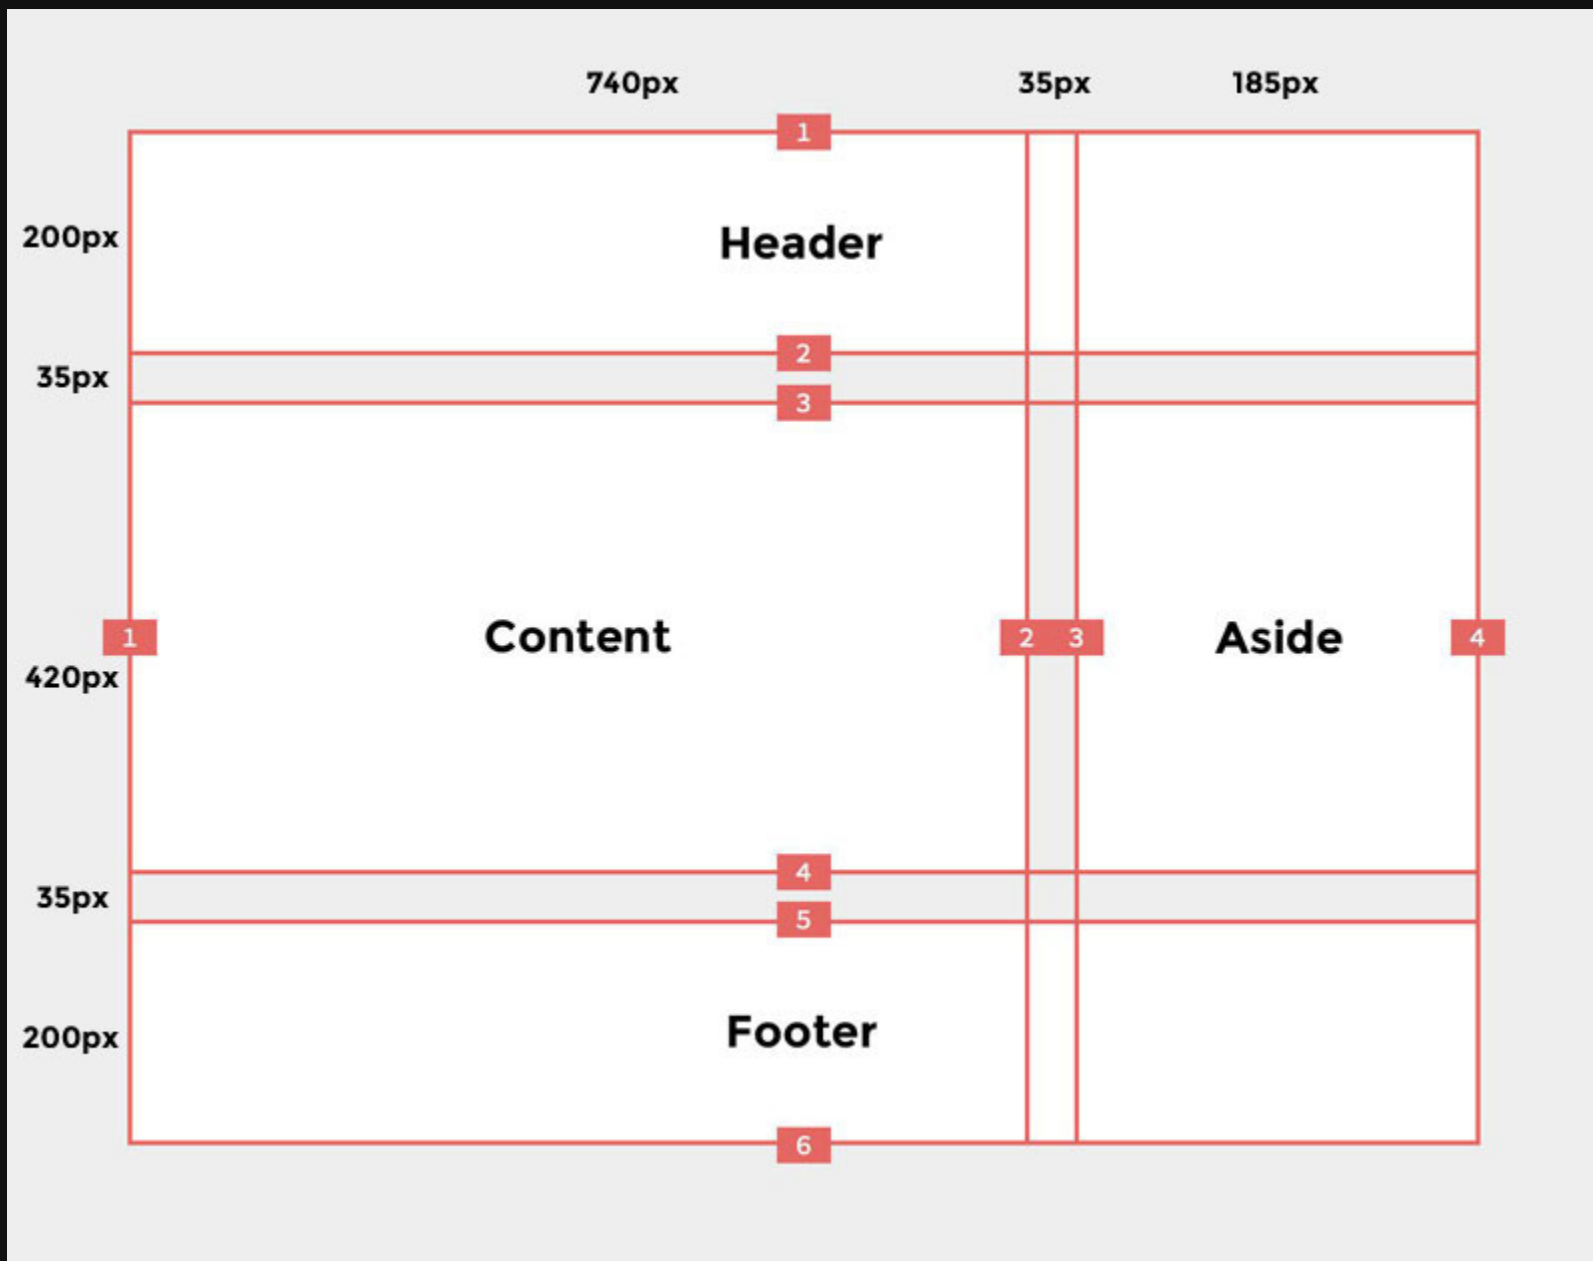 740px 35px 185px
1
200px
Header
2
35px
3
1 Content 2 3 Aside 4
420px
4
35px
5
200px
Footer
6